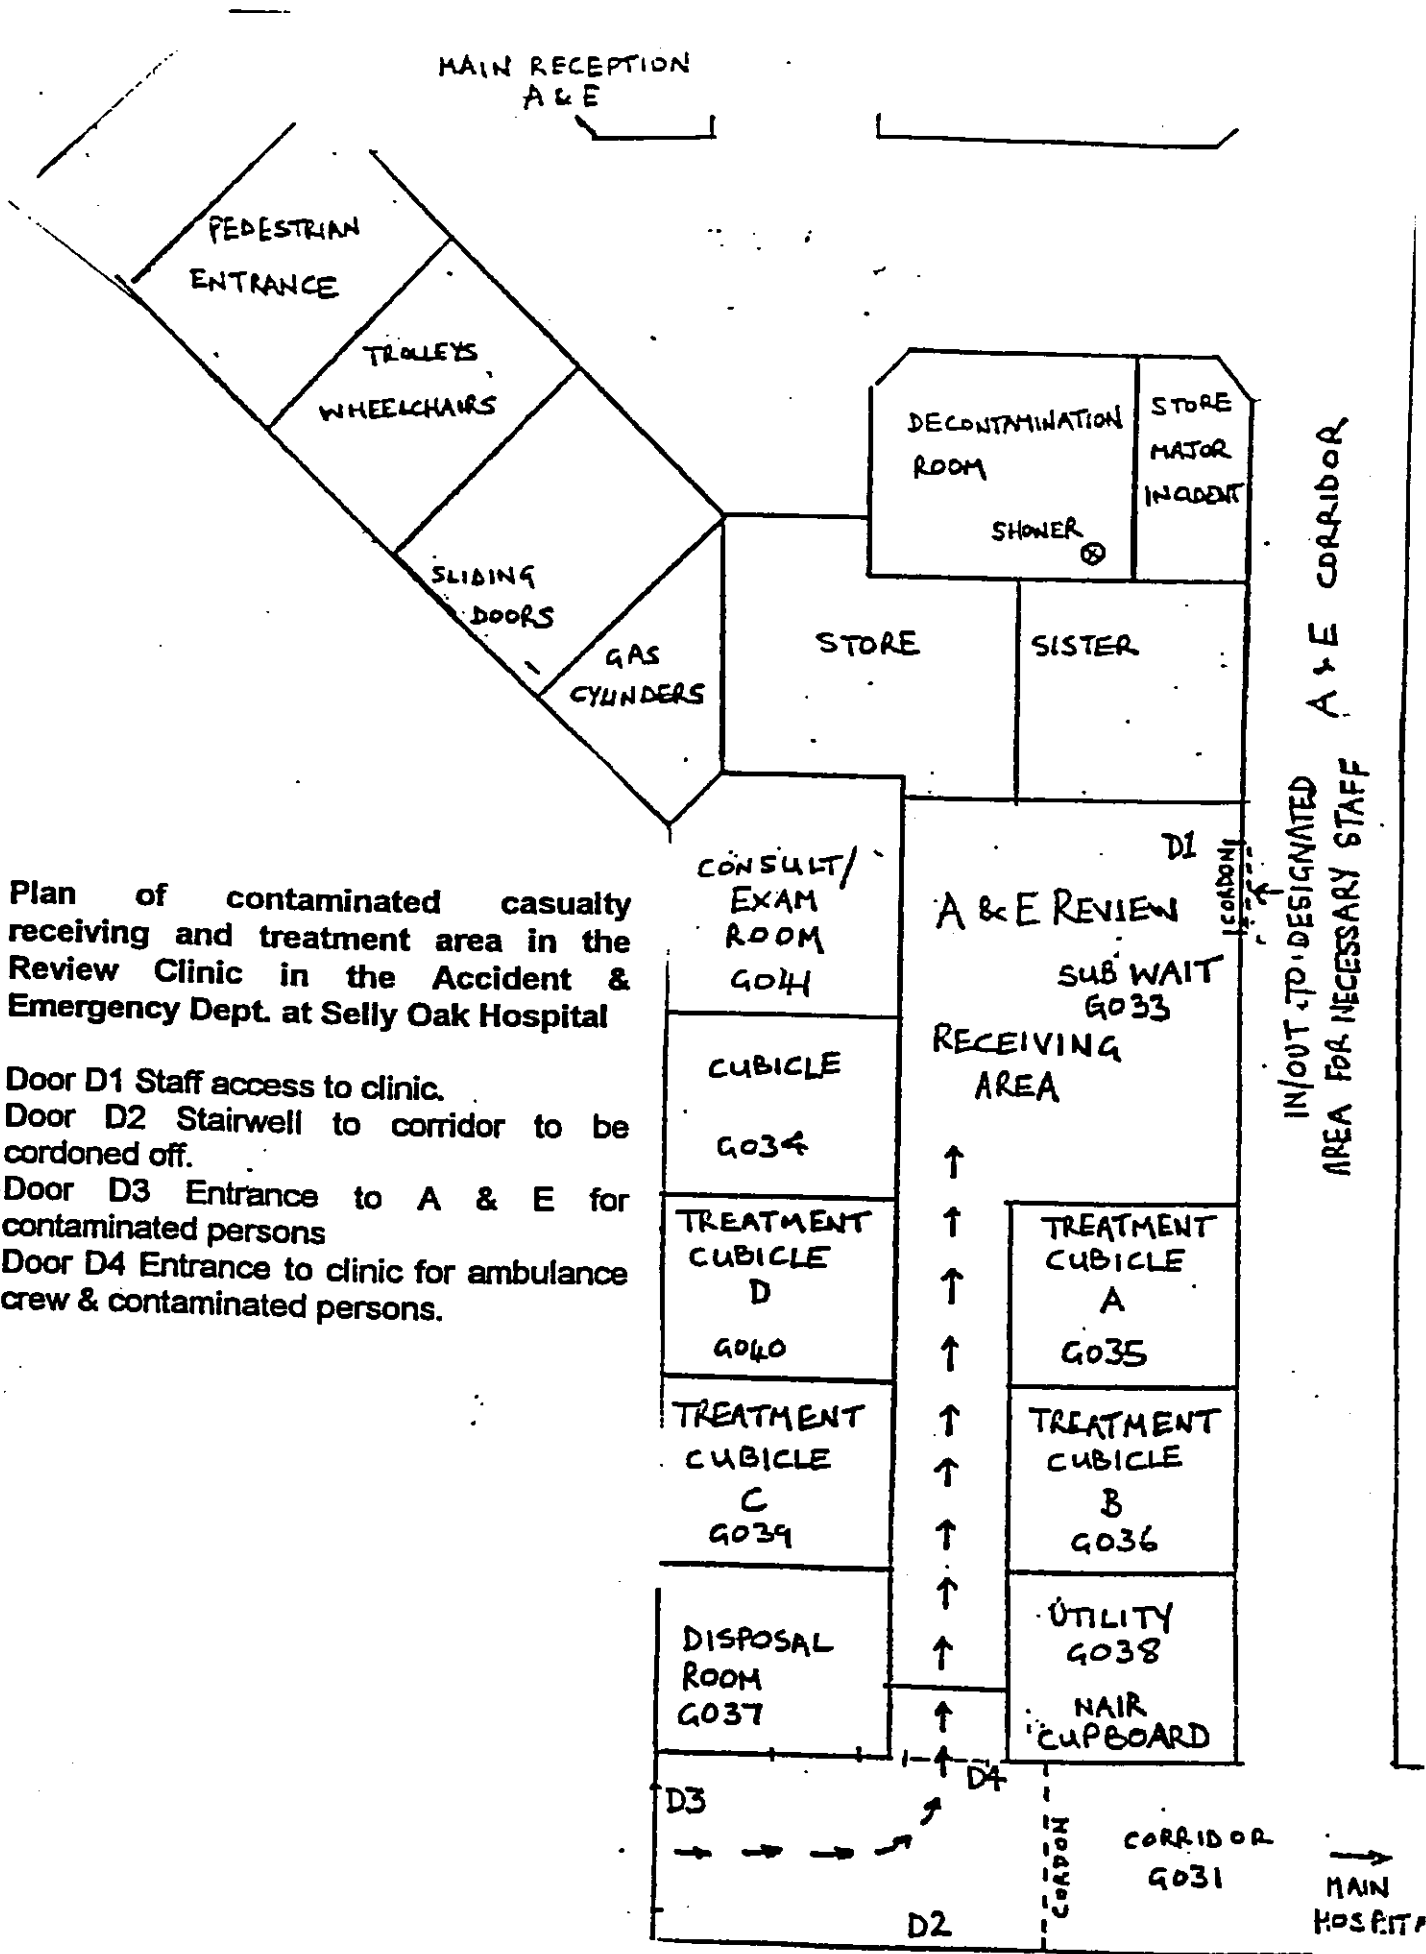 MAIN RECEPTION
A & E
PEDESTRIAN
ENTRANCE
TROLLEYS
WHEELCHAIRS
SLIDING
DOORS
GAS
CYLINDERS
DECONTAMINATION
ROOM
SHOWER
STORE
MAJOR
INCIDENT
STORE
SISTER
A & E CORRIDOR
IN/OUT TO DESIGNATED
AREA FOR NECESSARY STAFF
D1
CORDON
CONSULT/
EXAM
ROOM
G041
A & E REVIEW
SUB WAIT
G033
RECEIVING
AREA
Plan of contaminated casualty
receiving and treatment area in the
Review Clinic in the Accident &
Emergency Dept. at Selly Oak Hospital
Door D1 Staff access to clinic.
Door D2 Stairwell to corridor to be
cordoned off.
Door D3 Entrance to A & E for
contaminated persons
Door D4 Entrance to clinic for ambulance
crew & contaminated persons.
CUBICLE
G034
TREATMENT
CUBICLE
D
G040
TREATMENT
CUBICLE
A
G035
TREATMENT
CUBICLE
C
G039
TREATMENT
CUBICLE
B
G036
DISPOSAL
ROOM
G037
UTILITY
G038
NAIR
CUPBOARD
D3
D4
CORDON
CORRIDOR
G031
MAIN
HOSPITA
D2